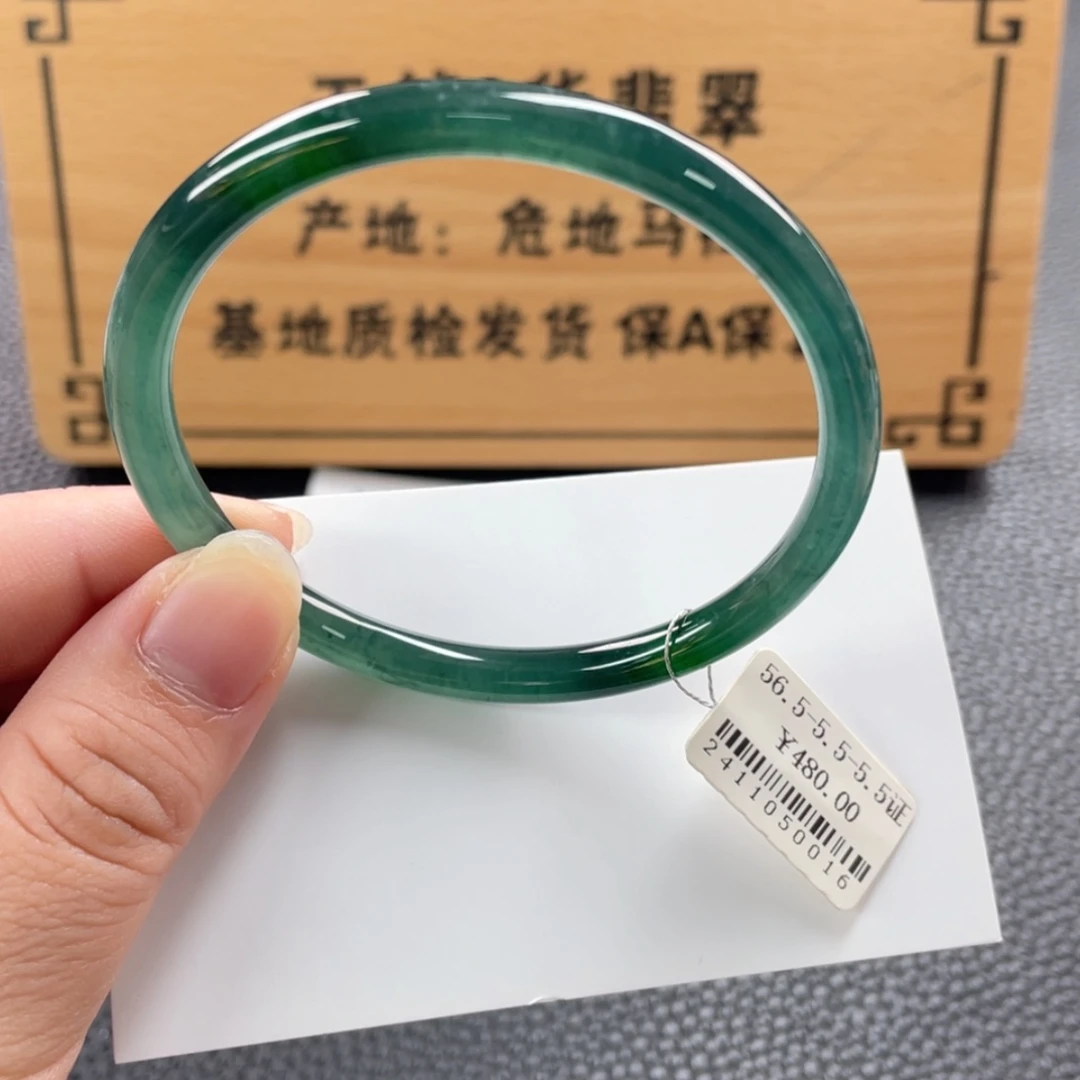 翡翠
产地：危地马
基地质检发货 保A保
56.5-5.5-5.5证
¥480.00
2411050016